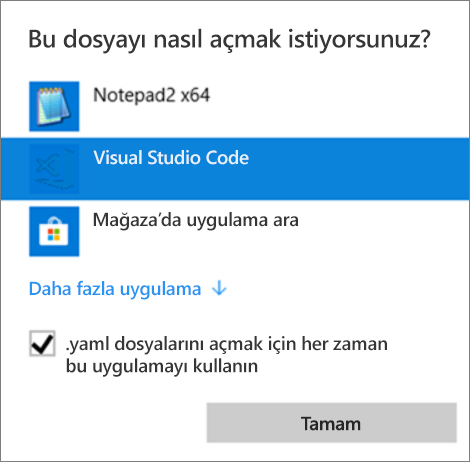 Bu dosyayı nasıl açmak istiyorsunuz?
Notepad2 x64
Visual Studio Code
Mağaza’da uygulama ara
Daha fazla uygulama
.yaml dosyalarını açmak için her zaman
bu uygulamayı kullanın
Tamam